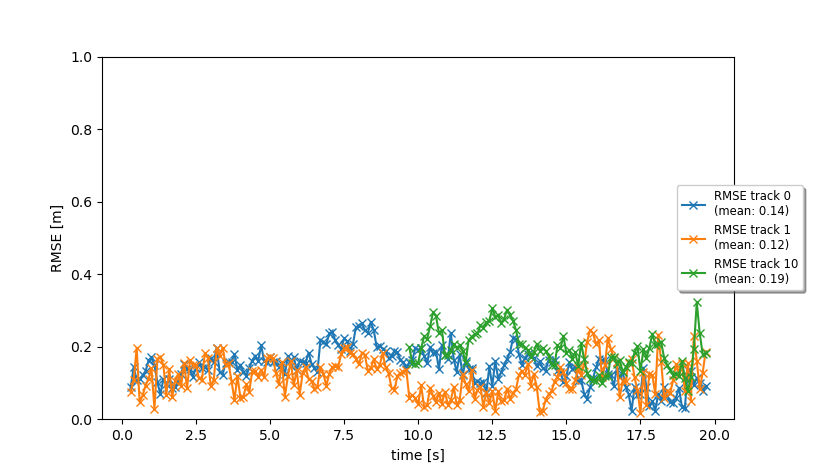 1.0
0.8
0.6
0.4
0.2
0.0
RMSE [m]
0.0 2.5 5.0 7.5 10.0 12.5 15.0 17.5 20.0
time [s]
RMSE track 0
(mean: 0.14)
RMSE track 1
(mean: 0.12)
RMSE track 10
(mean: 0.19)